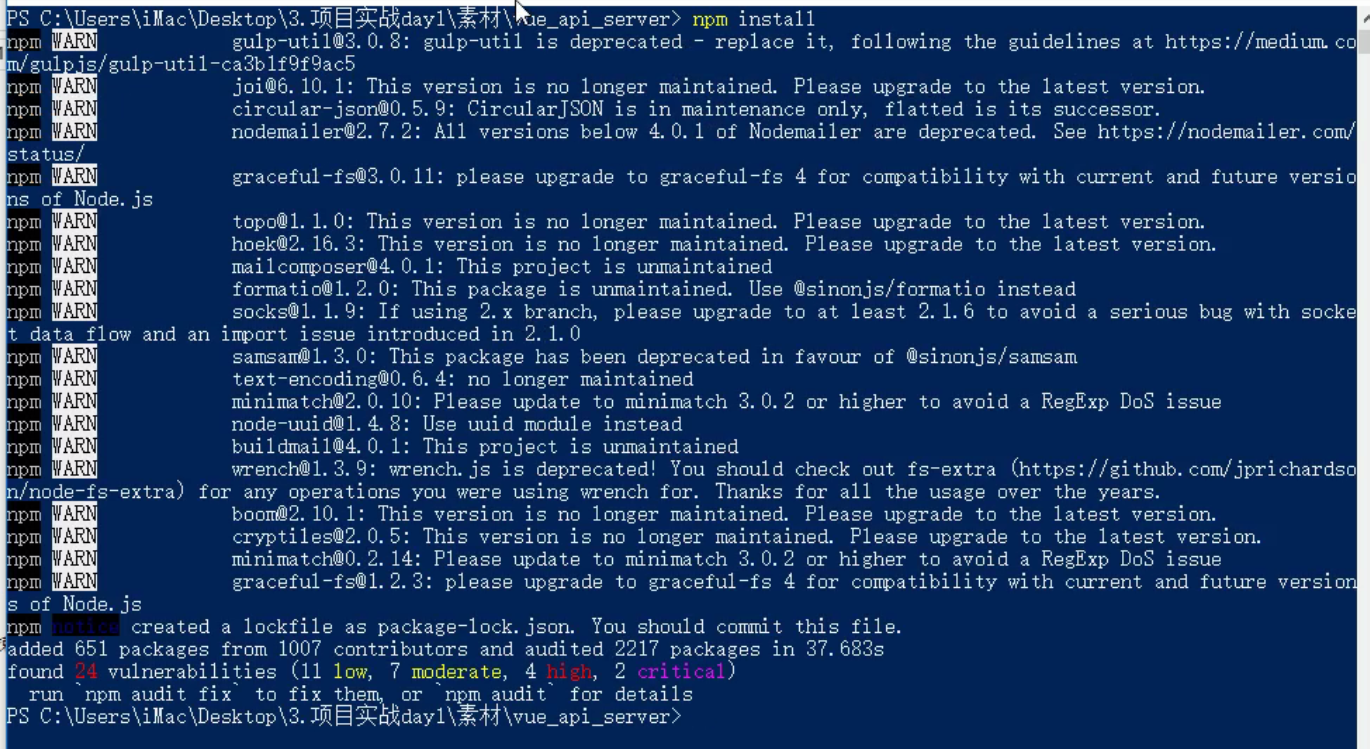 PS C:\Users\iMac\Desktop\3.项目实战day1\素材\vue_api_server> npm install
npm WARN gulp-util@3.0.8: gulp-util is deprecated - replace it, following the guidelines at https://medium.co
m/gulpjs/gulp-util-ca3b1f9f9ac5
npm WARN joi@6.10.1: This version is no longer maintained. Please upgrade to the latest version.
npm WARN circular-json@0.5.9: CircularJSON is in maintenance only, flatted is its successor.
npm WARN nodemailer@2.7.2: All versions below 4.0.1 of Nodemailer are deprecated. See https://nodemailer.com/
status/
npm WARN graceful-fs@3.0.11: please upgrade to graceful-fs 4 for compatibility with current and future versio
ns of Node.js
npm WARN topo@1.1.0: This version is no longer maintained. Please upgrade to the latest version.
npm WARN hoek@2.16.3: This version is no longer maintained. Please upgrade to the latest version.
npm WARN mailcomposer@4.0.1: This project is unmaintained
npm WARN formatio@1.2.0: This package is unmaintained. Use @sinonjs/formatio instead
npm WARN socks@1.1.9: If using 2.x branch, please upgrade to at least 2.1.6 to avoid a serious bug with socke
t data flow and an import issue introduced in 2.1.0
npm WARN samsam@1.3.0: This package has been deprecated in favour of @sinonjs/samsam
npm WARN text-encoding@0.6.4: no longer maintained
npm WARN minimatch@2.0.10: Please update to minimatch 3.0.2 or higher to avoid a RegExp DoS issue
npm WARN node-uuid@1.4.8: Use uuid module instead
npm WARN buildmail@4.0.1: This project is unmaintained
npm WARN wrench@1.3.9: wrench.js is deprecated! You should check out fs-extra (https://github.com/jprichardso
n/node-fs-extra) for any operations you were using wrench for. Thanks for all the usage over the years.
npm WARN boom@2.10.1: This version is no longer maintained. Please upgrade to the latest version.
npm WARN cryptiles@2.0.5: This version is no longer maintained. Please upgrade to the latest version.
npm WARN minimatch@0.2.14: Please update to minimatch 3.0.2 or higher to avoid a RegExp DoS issue
npm WARN graceful-fs@1.2.3: please upgrade to graceful-fs 4 for compatibility with current and future version
s of Node.js
npm notice created a lockfile as package-lock.json. You should commit this file.
added 651 packages from 1007 contributors and audited 2217 packages in 37.683s
found 24 vulnerabilities (11 low, 7 moderate, 4 high, 2 critical)
run `npm audit fix` to fix them, or `npm audit` for details
PS C:\Users\iMac\Desktop\3.项目实战day1\素材\vue_api_server>